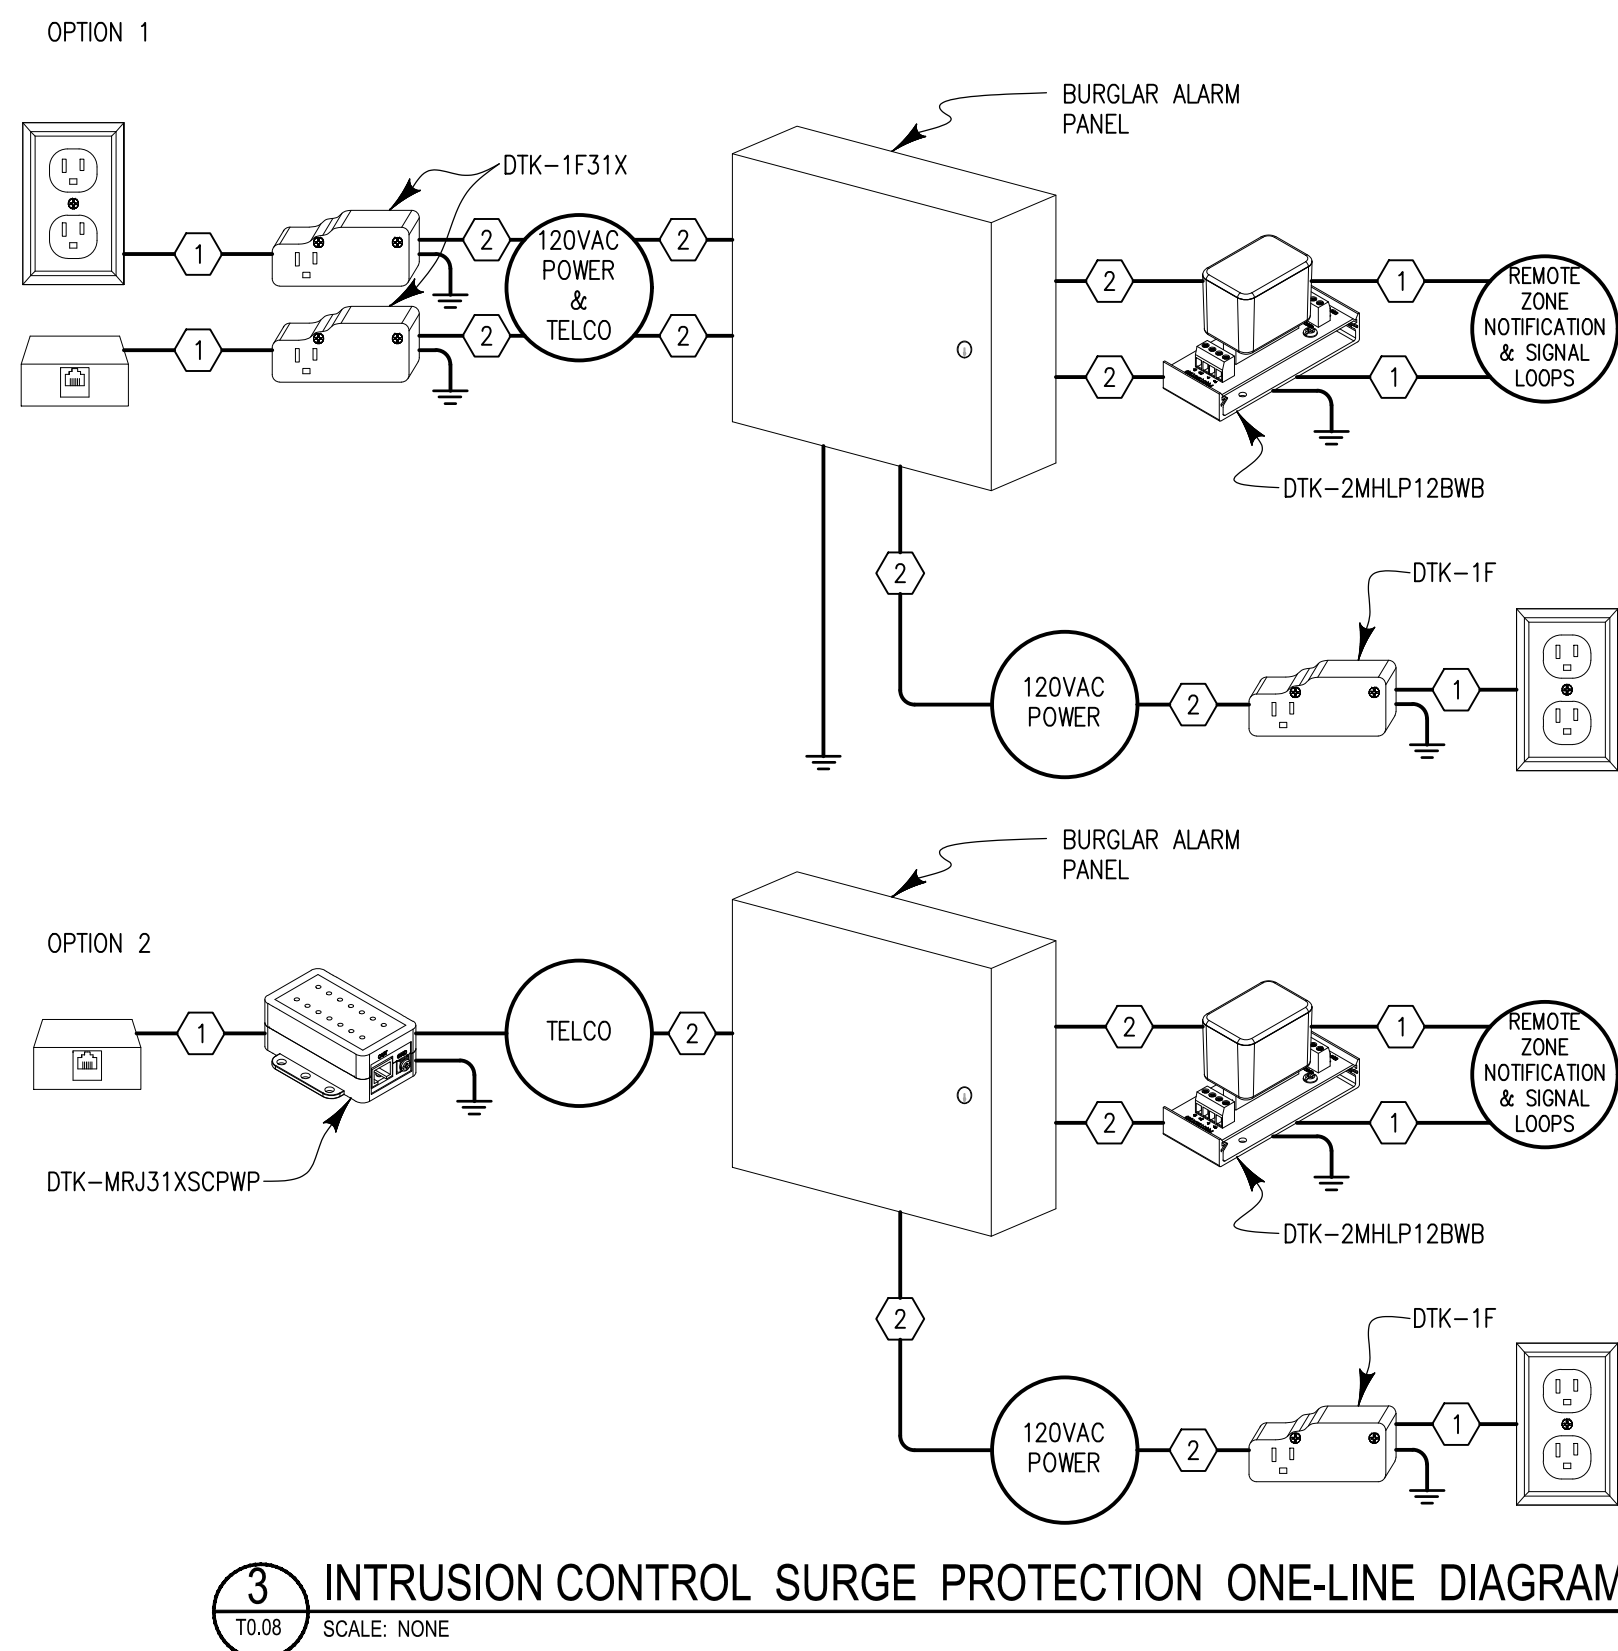 OPTION 1
BURGLAR ALARM
PANEL
DTK-1F31X
1
2
120VAC
POWER
&
TELCO
2
1
2
2
2
1
2
1
REMOTE
ZONE
NOTIFICATION
& SIGNAL
LOOPS
DTK-2MHLP12BWB
2
DTK-1F
120VAC
POWER
2
1
BURGLAR ALARM
PANEL
OPTION 2
1
TELCO
2
DTK-MRJ31XSCPWP
2
1
2
1
REMOTE
ZONE
NOTIFICATION
& SIGNAL
LOOPS
DTK-2MHLP12BWB
2
DTK-1F
120VAC
POWER
2
1
3
T0.08
INTRUSION CONTROL SURGE PROTECTION ONE-LINE DIAGRAM
SCALE: NONE